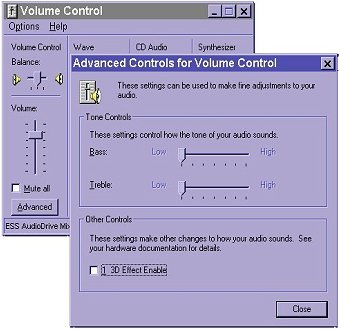 Volume Control
Options Help
Volume Control Wave CD Audio Synthesizer
Balance:
Volume:
Mute all
Advanced
ESS AudioDrive Mix
Advanced Controls for Volume Control
These settings can be used to make fine adjustments to your
audio.
Tone Controls
These settings control how the tone of your audio sounds.
Bass: Low High
Treble: Low High
Other Controls
These settings make other changes to how your audio sounds. See
your hardware documentation for details.
1 3D Effect Enable
Close